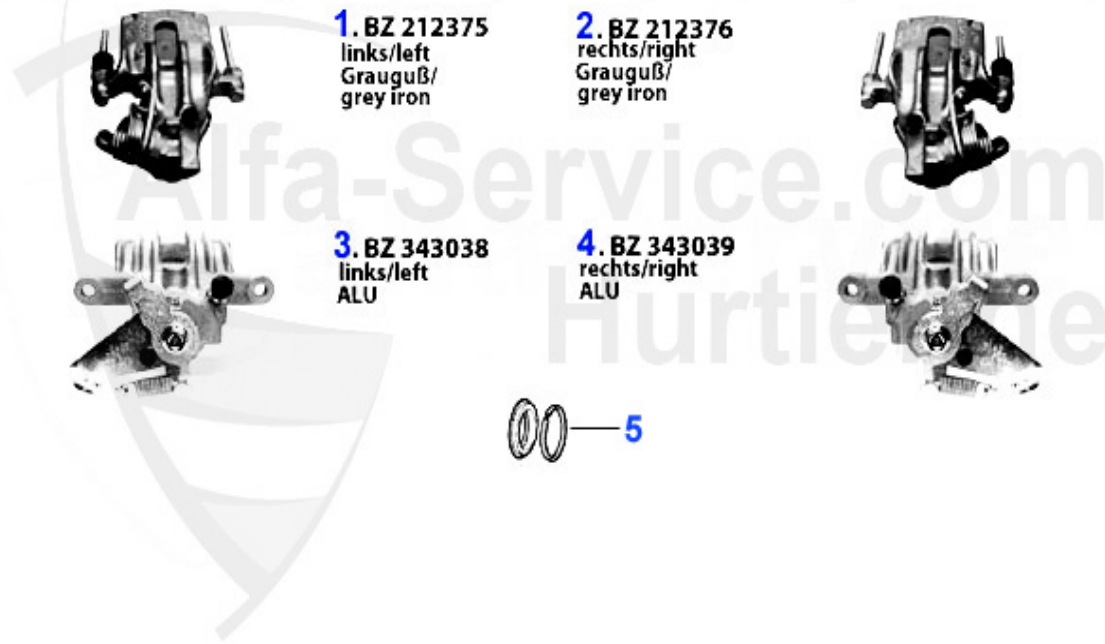 1. BZ 212375
links/left
Grauguß/
grey iron
2. BZ 212376
rechts/right
Grauguß/
grey iron
Alfa-Service.com
3. BZ 343038
links/left
ALU
4. BZ 343039
rechts/right
ALU
5